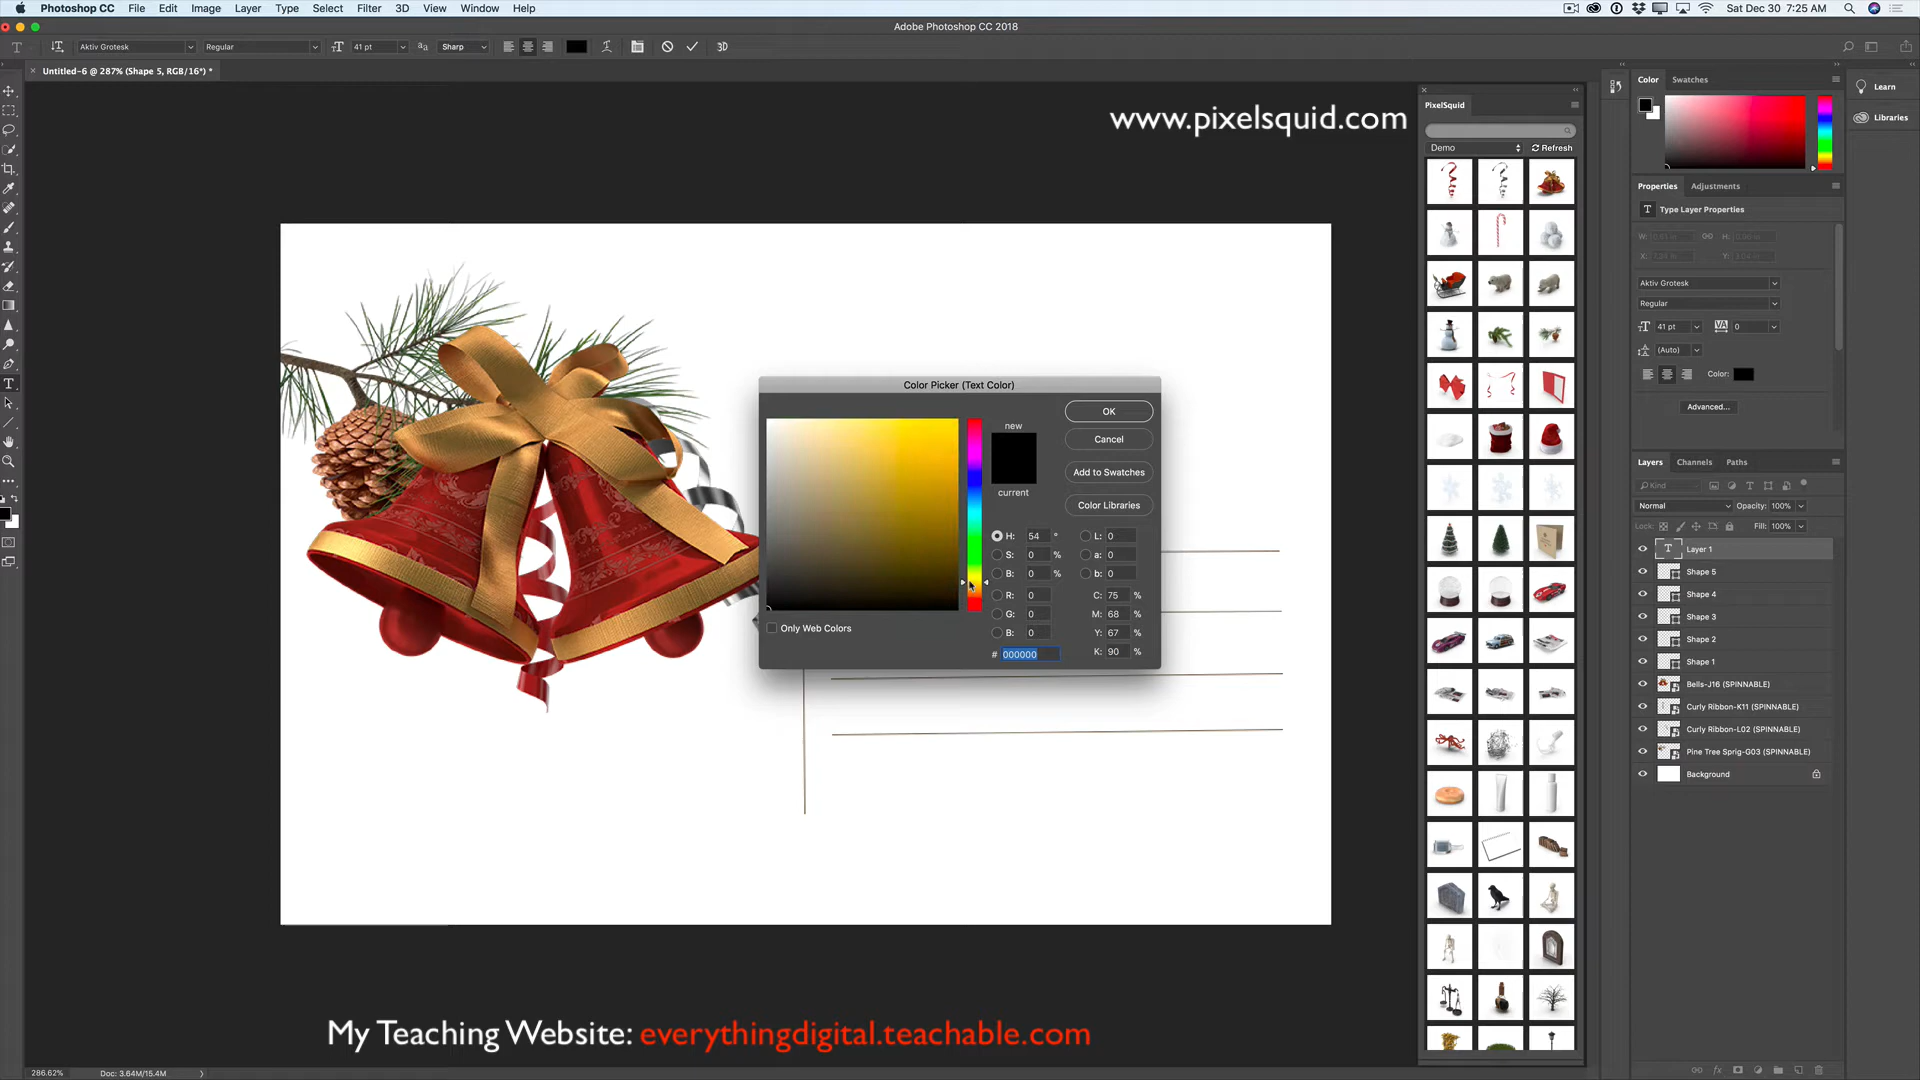 Photoshop CC File Edit Image Layer Type Select Filter 3D View Window Help Sat Dec 30 7:25 AM
Adobe Photoshop CC 2018
Aktiv Grotesk Regular 41 pt Sharp 3D
Untitled-6 @ 287% (Shape 5, RGB/16*) *
www.pixelsquid.com
PixelSquid
Demo Refresh
Color Swatches
Learn
Libraries
Properties Adjustments
Type Layer Properties
Aktiv Grotesk
Regular
41 pt VA 0
(Auto)
Color:
Advanced...
Layers Channels Paths
Kind
Normal Opacity: 100%
Lock: Fill: 100%
Layer 1
Shape 5
Shape 4
Shape 3
Shape 2
Shape 1
Bells-J16 (SPINNABLE)
Curly Ribbon-K11 (SPINNABLE)
Curly Ribbon-L02 (SPINNABLE)
Pine Tree Sprig-G03 (SPINNABLE)
Background
Color Picker (Text Color)
new
current
OK
Cancel
Add to Swatches
Color Libraries
H: 54 ° L: 0
S: 0 % a: 0
B: 0 % b: 0
R: 0 C: 75 %
G: 0 M: 68 %
B: 0 Y: 67 %
# 000000 K: 90 %
Only Web Colors
My Teaching Website: everythingdigital.teachable.com
286.62% Doc: 3.64M/15.4M